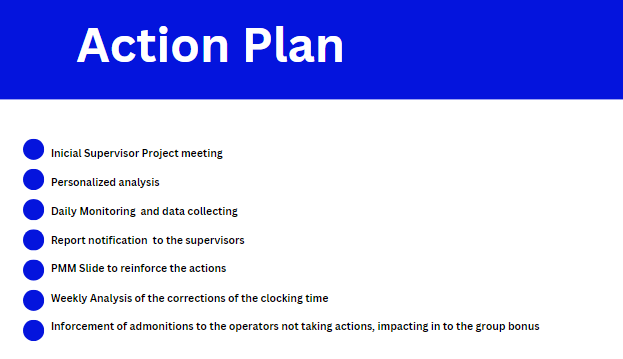 Action Plan
Inicial Supervisor Project meeting
Personalized analysis
Daily Monitoring and data collecting
Report notification to the supervisors
PMM Slide to reinforce the actions
Weekly Analysis of the corrections of the clocking time
Inforcement of admonitions to the operators not taking actions, impacting in to the group bonus